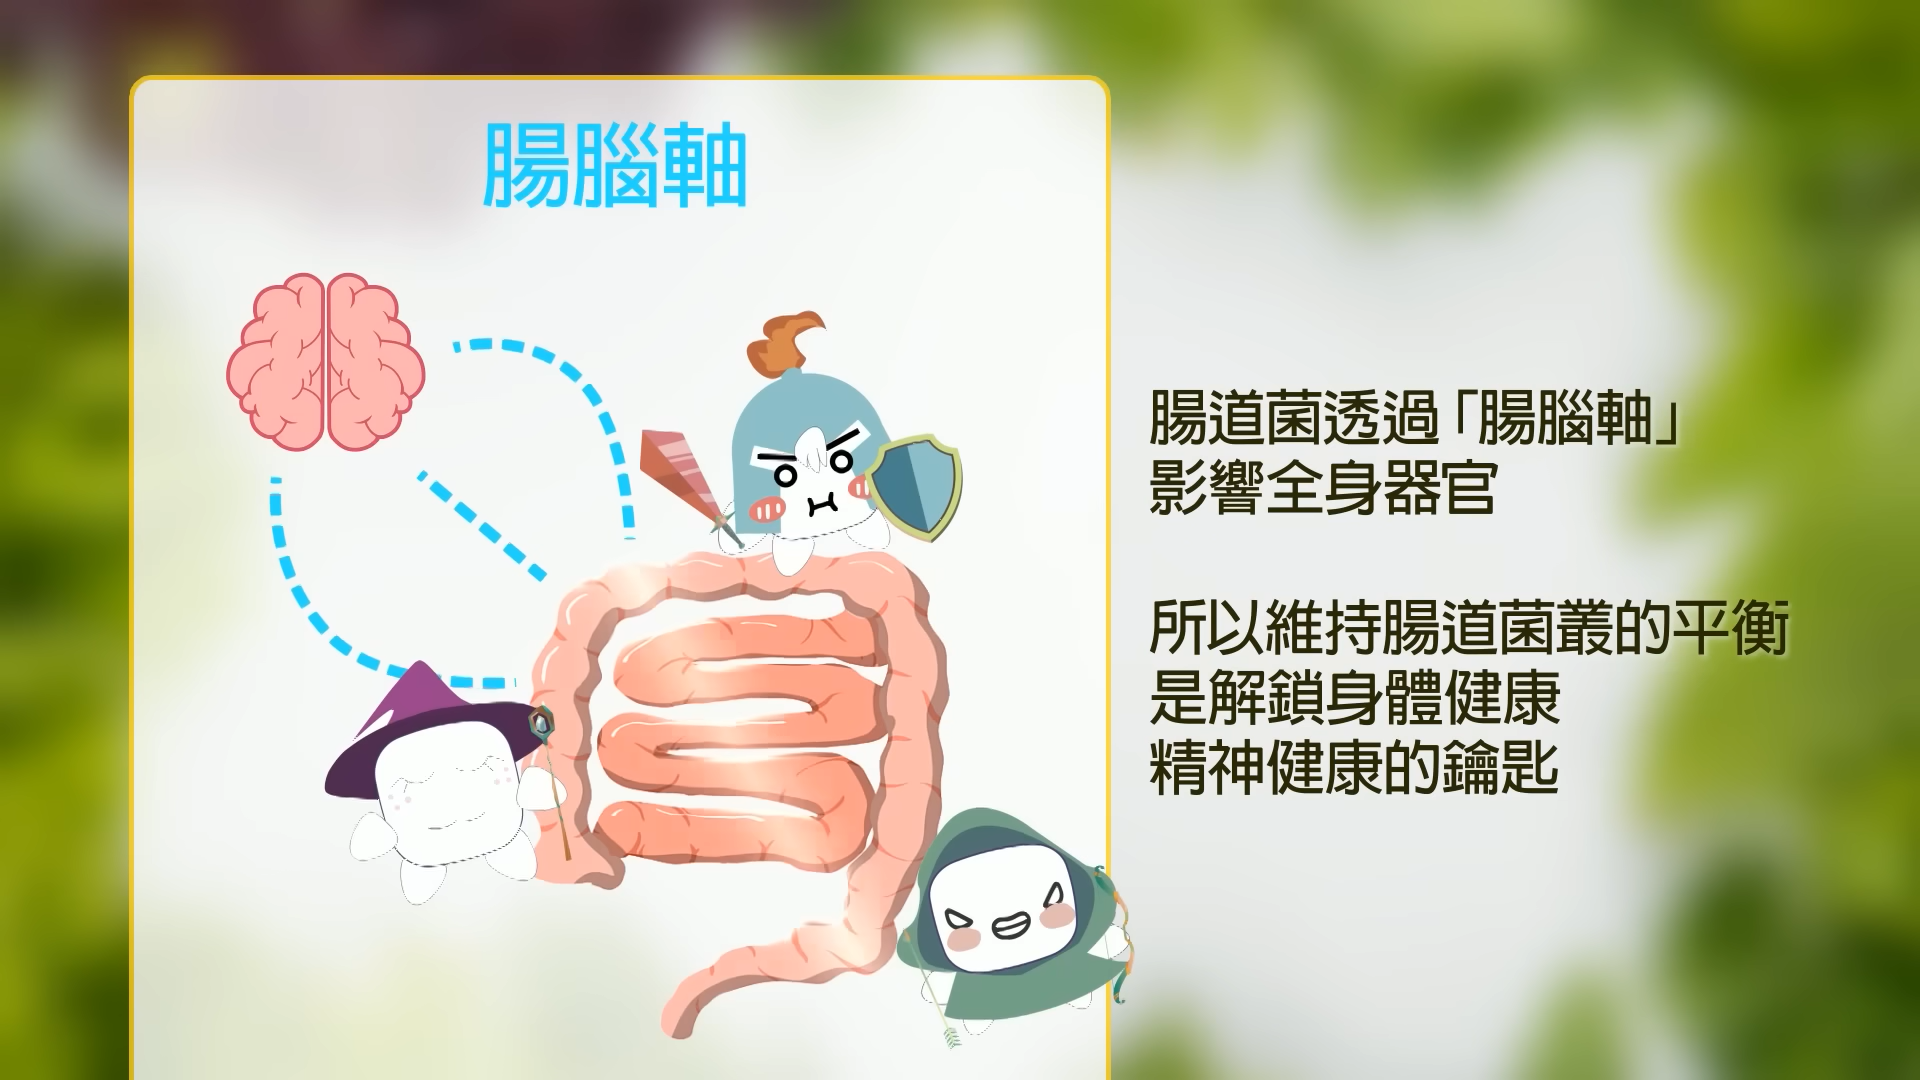 腸腦軸
腸道菌透過「腸腦軸」
影響全身器官
所以維持腸道菌叢的平衡
是解鎖身體健康
精神健康的鑰匙